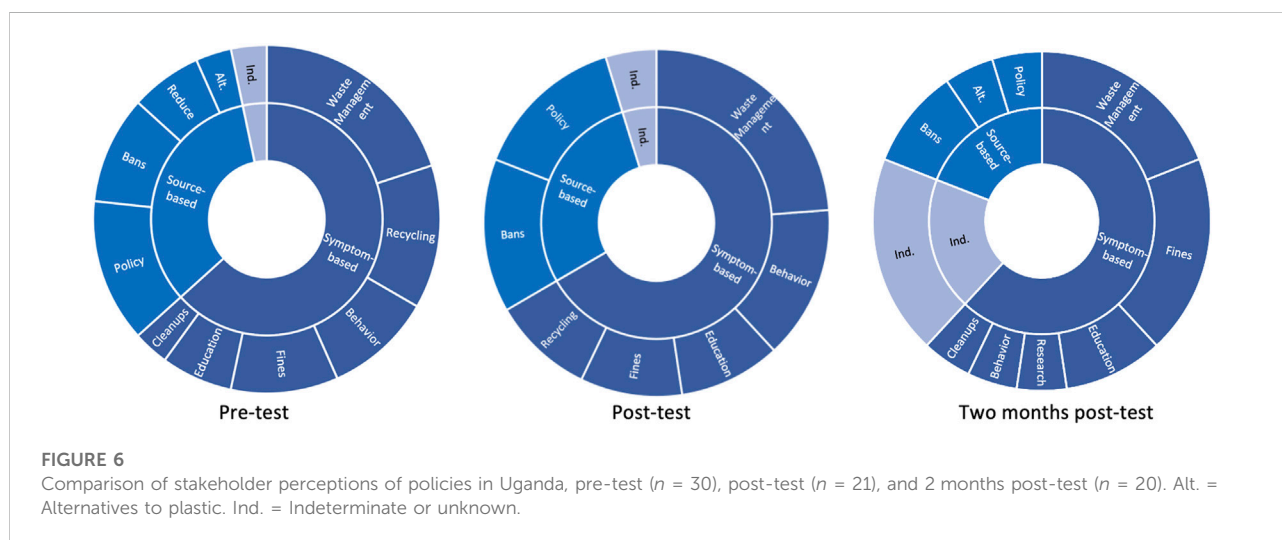 Waste
Managem
ent
Recycling
Behavior
Fines
Education
Cleanups
Policy
Bans
Reduce
Alt.
Ind.
Symptom-
based
Source-
based
Pre-test
Waste
Manageme
nt
Behavior
Education
Fines
Recycling
Bans
Policy
Ind.
Ind.
Symptom-
based
Source-
based
Post-test
Waste
Managem
ent
Fines
Education
Research
Behavior
Cleanups
Ind.
Bans
Alt.
Policy
Symptom-
based
Ind.
Source-
based
Two months post-test
FIGURE 6
Comparison of stakeholder perceptions of policies in Uganda, pre-test (n = 30), post-test (n = 21), and 2 months post-test (n = 20). Alt. =
Alternatives to plastic. Ind. = Indeterminate or unknown.